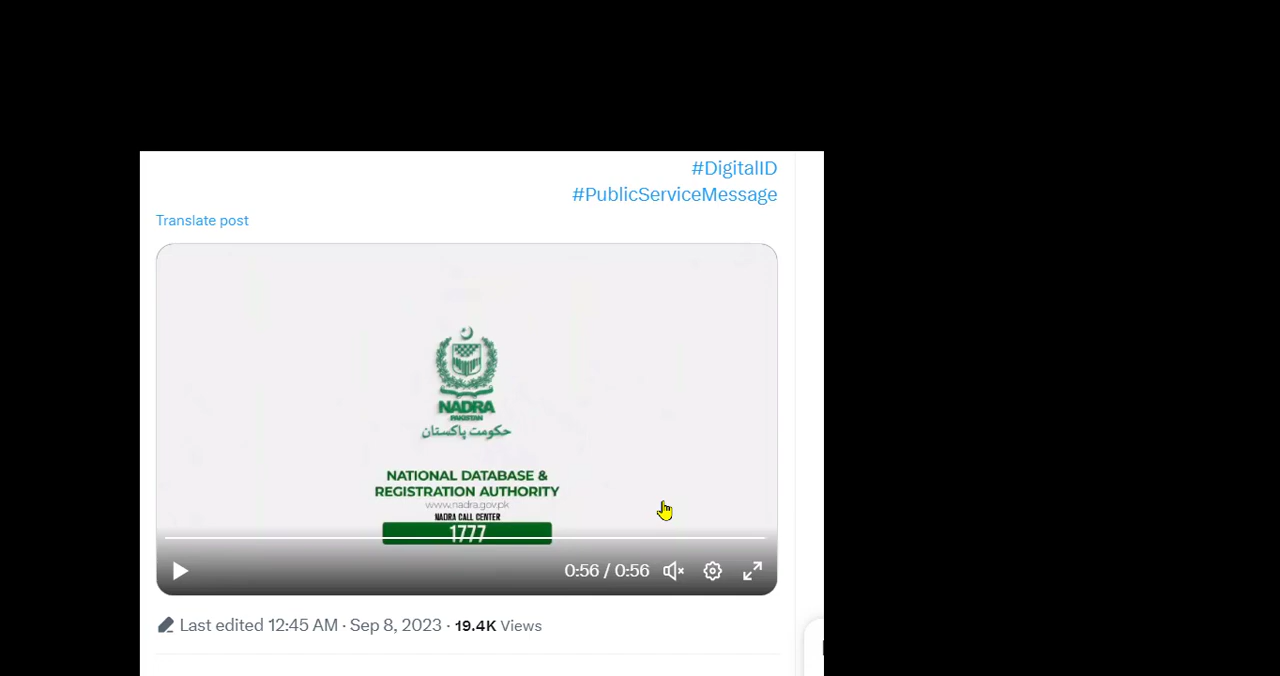 #DigitalID
#PublicServiceMessage
Translate post
NADRA
PAKISTAN
حکومت پاکستان
NATIONAL DATABASE &
REGISTRATION AUTHORITY
www.nadra.gov.pk
NADRA CALL CENTER
1777
0:56 / 0:56
Last edited 12:45 AM · Sep 8, 2023 · 19.4K Views